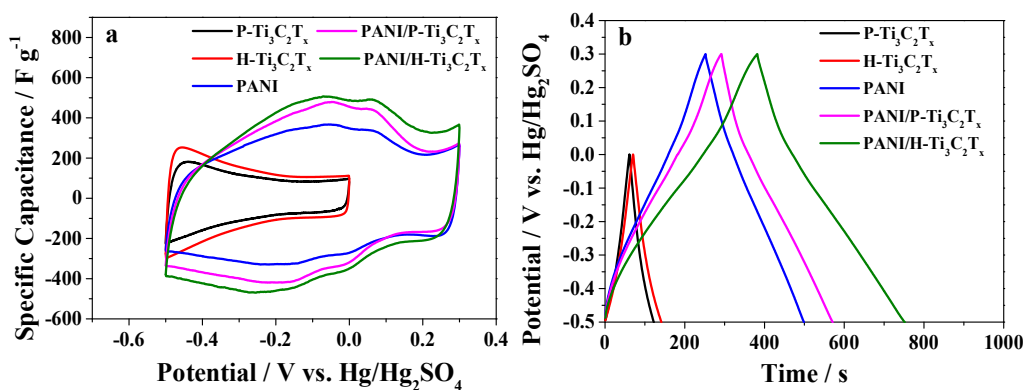 a
P-Ti₃C₂Tₓ
PANI/P-Ti₃C₂Tₓ
H-Ti₃C₂Tₓ
PANI/H-Ti₃C₂Tₓ
PANI
Specific Capacitance / F g⁻¹
800
600
400
200
0
-200
-400
-600
-0.6
-0.4
-0.2
0.0
0.2
0.4
Potential / V vs. Hg/Hg₂SO₄
b
P-Ti₃C₂Tₓ
H-Ti₃C₂Tₓ
PANI
PANI/P-Ti₃C₂Tₓ
PANI/H-Ti₃C₂Tₓ
Potential / V vs. Hg/Hg₂SO₄
0.4
0.3
0.2
0.1
0.0
-0.1
-0.2
-0.3
-0.4
-0.5
0
200
400
600
800
1000
Time / s